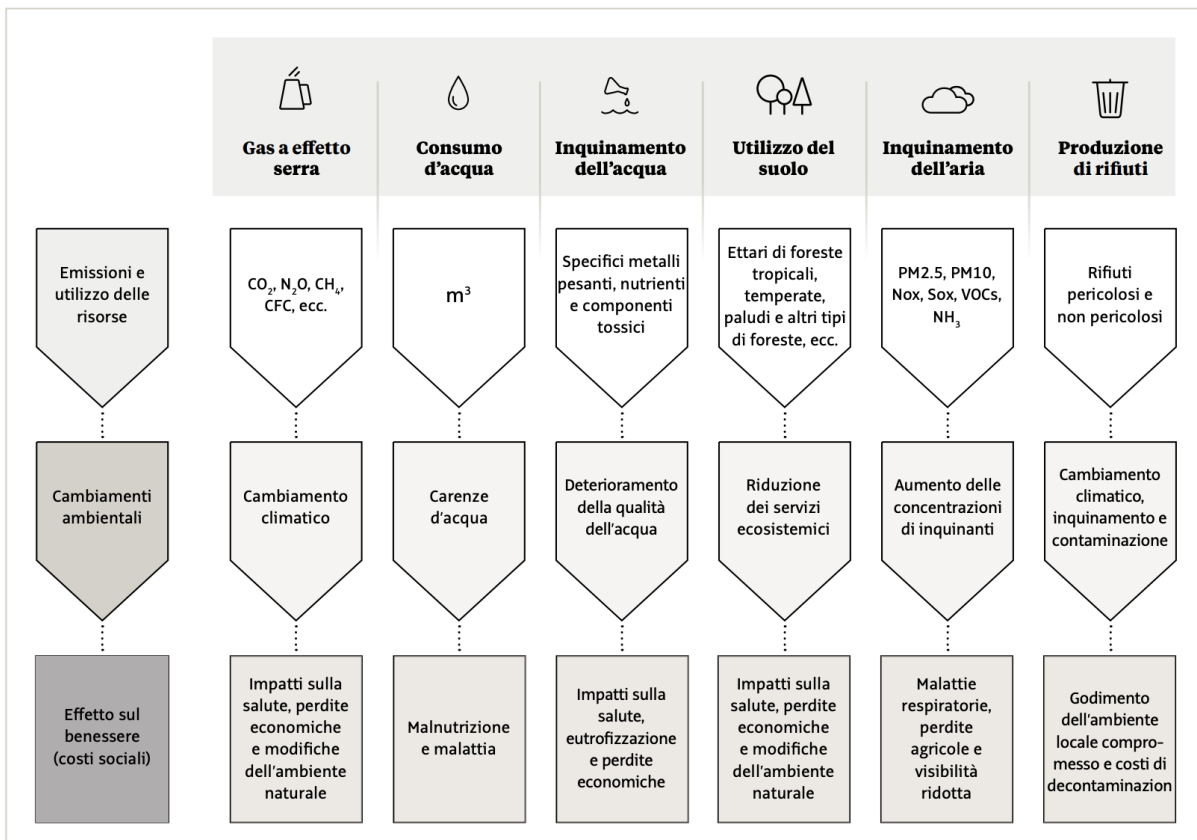 Gas a effetto
serra
Consumo
d'acqua
Inquinamento
dell'acqua
Utilizzo del
suolo
Inquinamento
dell'aria
Produzione
di rifiuti
Emissioni e
utilizzo delle
risorse
CO₂, N₂O, CH₄,
CFC, ecc.
m³
Specifici metalli
pesanti, nutrienti
e componenti
tossici
Ettari di foreste
tropicali,
temperate,
paludi e altri tipi
di foreste, ecc.
PM2.5, PM10,
Nox, Sox, VOCs,
NH₃
Rifiuti
pericolosi e
non pericolosi
Cambiamenti
ambientali
Cambiamento
climatico
Carenze
d'acqua
Deterioramento
della qualità
dell'acqua
Riduzione
dei servizi
ecosistemici
Aumento delle
concentrazioni
di inquinanti
Cambiamento
climatico,
inquinamento e
contaminazione
Effetto sul
benessere
(costi sociali)
Impatti sulla
salute, perdite
economiche
e modifiche
dell'ambiente
naturale
Malnutrizione
e malattia
Impatti sulla
salute,
eutrofizzazione
e perdite
economiche
Impatti sulla
salute, perdite
economiche
e modifiche
dell'ambiente
naturale
Malattie
respiratorie,
perdite
agricole e
visibilità
ridotta
Godimento
dell'ambiente
locale compro-
messo e costi di
decontaminazion